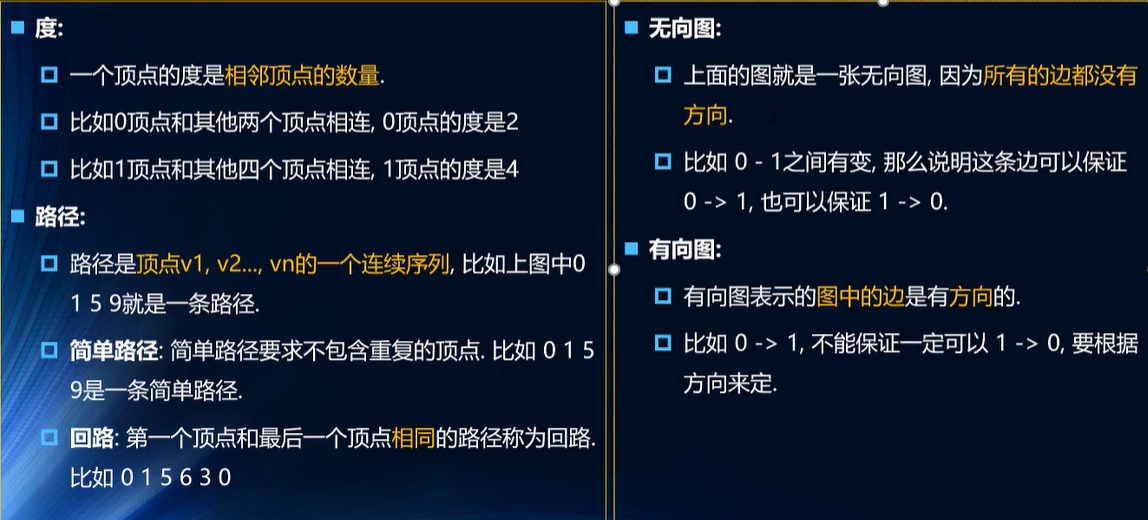 度:
一个顶点的度是相邻顶点的数量.
比如0顶点和其他两个顶点相连, 0顶点的度是2
比如1顶点和其他四个顶点相连, 1顶点的度是4
路径:
路径是顶点v1, v2..., vn的一个连续序列, 比如上图中0
1 5 9就是一条路径.
简单路径: 简单路径要求不包含重复的顶点. 比如 0 1 5
9是一条简单路径.
回路: 第一个顶点和最后一个顶点相同的路径称为回路.
比如 0 1 5 6 3 0
无向图:
上面的图就是一张无向图, 因为所有的边都没有
方向.
比如 0 - 1之间有变, 那么说明这条边可以保证
0 -> 1, 也可以保证 1 -> 0.
有向图:
有向图表示的图中的边是有方向的.
比如 0 -> 1, 不能保证一定可以 1 -> 0, 要根据
方向来定.